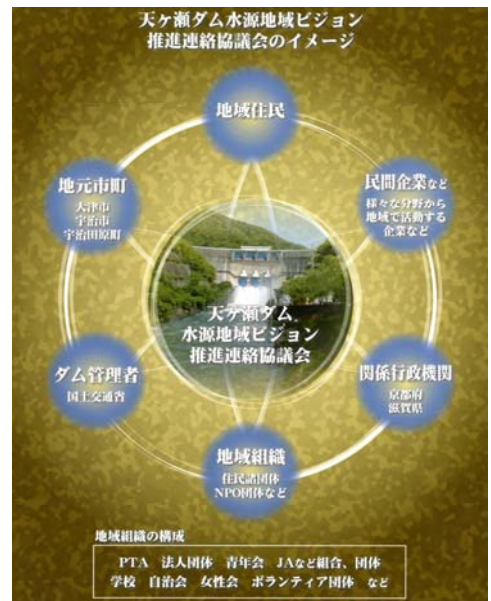 天ヶ瀬ダム水源地域ビジョン
推進連絡協議会のイメージ
地域住民
地元市町
大津市
宇治市
宇治田原町
民間企業など
様々な分野から
地域で活動する
企業など
天ヶ瀬ダム
水源地域ビジョン
推進連絡協議会
ダム管理者
国土交通省
関係行政機関
京都府
滋賀県
地域組織
住民諸団体
NPO団体など
地域組織の構成
PTA 法人団体 青年会 JAなど組合、団体
学校 自治会 女性会 ボランティア団体 など